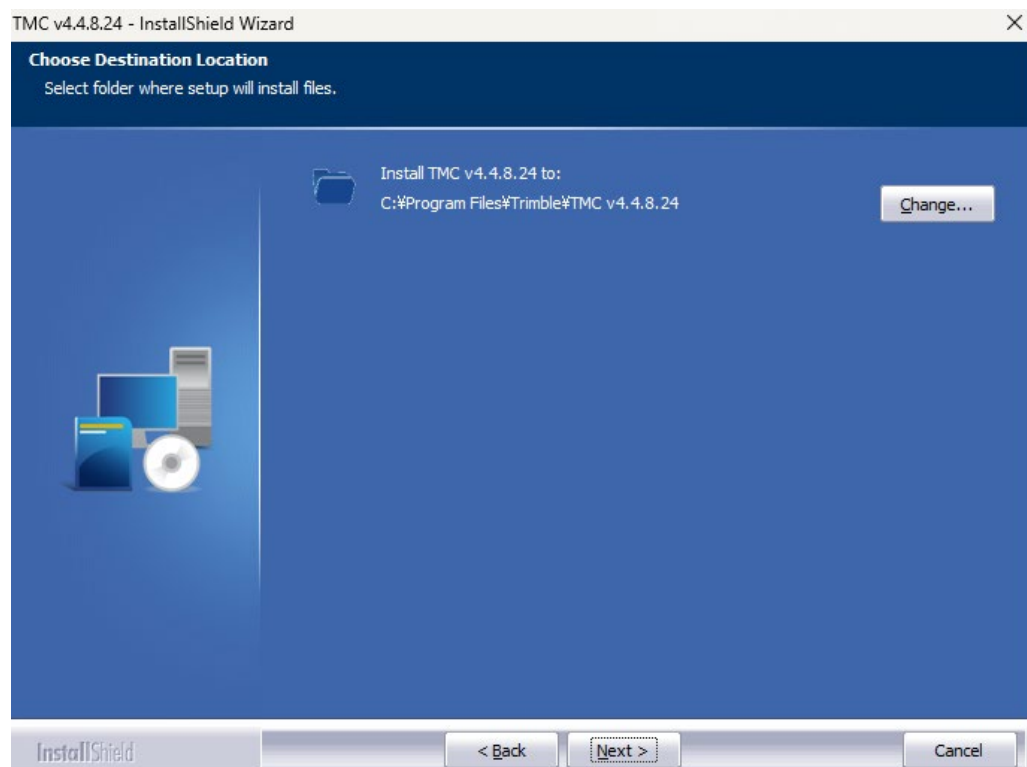 TMC v4.4.8.24 - InstallShield Wizard
Choose Destination Location
Select folder where setup will install files.
Install TMC v4.4.8.24 to:
C:¥Program Files¥Trimble¥TMC v4.4.8.24
Change...
InstallShield
< Back
Next >
Cancel